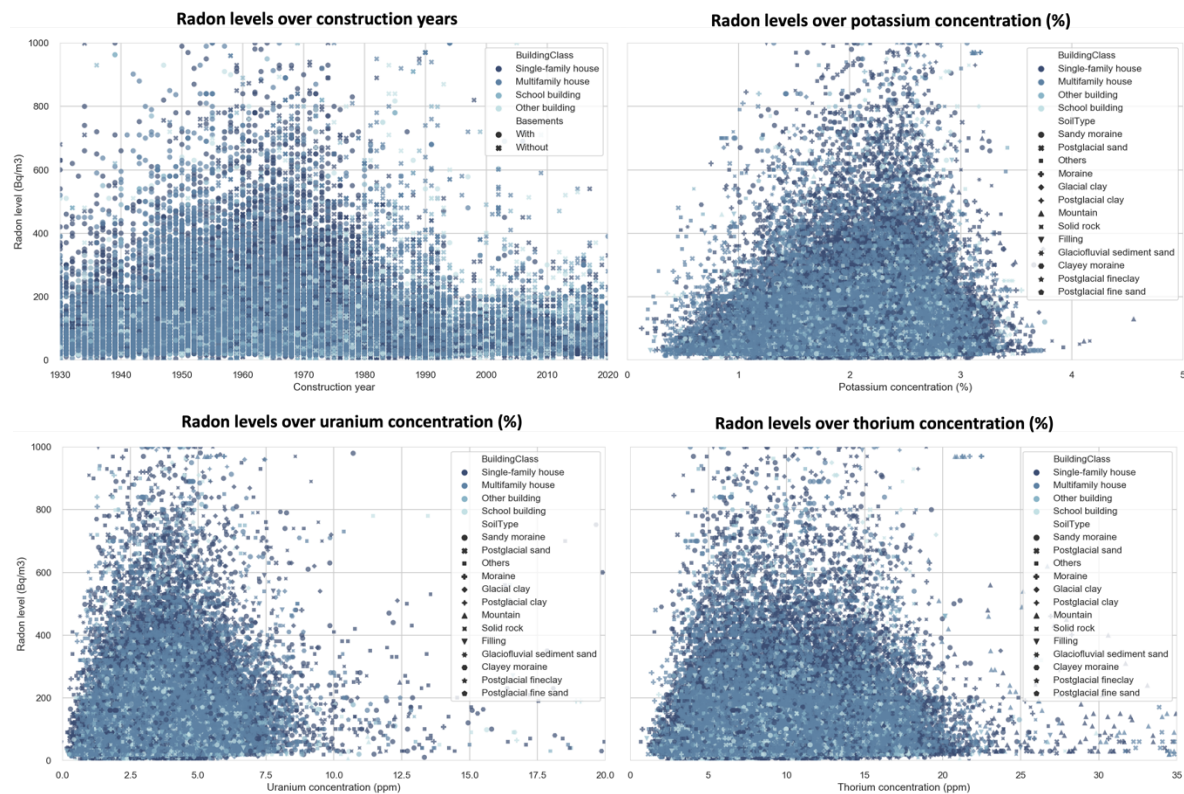 Radon levels over construction years
1000
800
600
400
200
0
Radon level (Bq/m3)
1930 1940 1950 1960 1970 1980 1990 2000 2010 2020
Construction year
BuildingClass
Single-family house
Multifamily house
School building
Other building
Basements
With
Without
Radon levels over potassium concentration (%)
0 1 2 3 4 5
Potassium concentration (%)
BuildingClass
Single-family house
Multifamily house
Other building
School building
SoilType
Sandy moraine
Postglacial sand
Others
Moraine
Glacial clay
Postglacial clay
Mountain
Solid rock
Filling
Glaciofluvial sediment sand
Clayey moraine
Postglacial fineclay
Postglacial fine sand
Radon levels over uranium concentration (%)
1000
800
600
400
200
0
Radon level (Bq/m3)
0.0 2.5 5.0 7.5 10.0 12.5 15.0 17.5 20.0
Uranium concentration (ppm)
BuildingClass
Single-family house
Multifamily house
Other building
School building
SoilType
Sandy moraine
Postglacial sand
Others
Moraine
Glacial clay
Postglacial clay
Mountain
Solid rock
Filling
Glaciofluvial sediment sand
Clayey moraine
Postglacial fineclay
Postglacial fine sand
Radon levels over thorium concentration (%)
5 10 15 20 25 30 35
Thorium concentration (ppm)
BuildingClass
Single-family house
Multifamily house
Other building
School building
SoilType
Sandy moraine
Postglacial sand
Others
Moraine
Glacial clay
Postglacial clay
Mountain
Solid rock
Filling
Glaciofluvial sediment sand
Clayey moraine
Postglacial fineclay
Postglacial fine sand